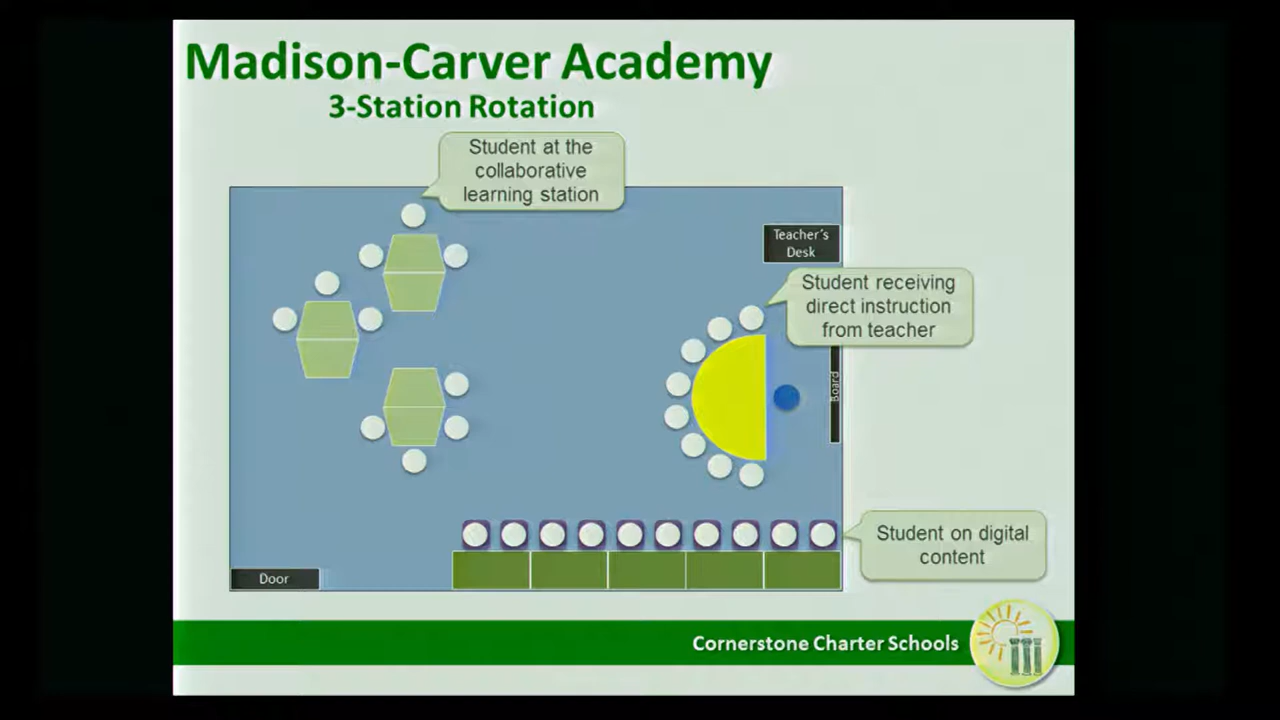 Madison-Carver Academy
3-Station Rotation
Student at the
collaborative
learning station
Teacher's
Desk
Student receiving
direct instruction
from teacher
Board
Student on digital
content
Door
Cornerstone Charter Schools